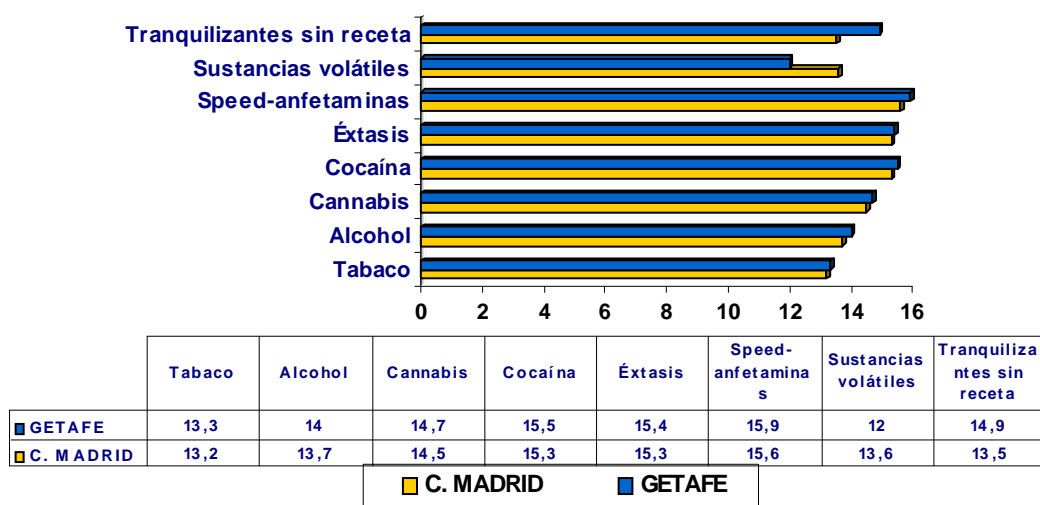 Tranquilizantes sin receta
Sustancias volátiles
Speed-anfetaminas
Éxtasis
Cocaína
Cannabis
Alcohol
Tabaco
0 2 4 6 8 10 12 14 16
Tabaco Alcohol Cannabis Cocaína Éxtasis Speed-anfetaminas Sustancias volátiles Tranquilizantes sin receta
GETAFE 13,3 14 14,7 15,5 15,4 15,9 12 14,9
C. MADRID 13,2 13,7 14,5 15,3 15,3 15,6 13,6 13,5
C. MADRID GETAFE